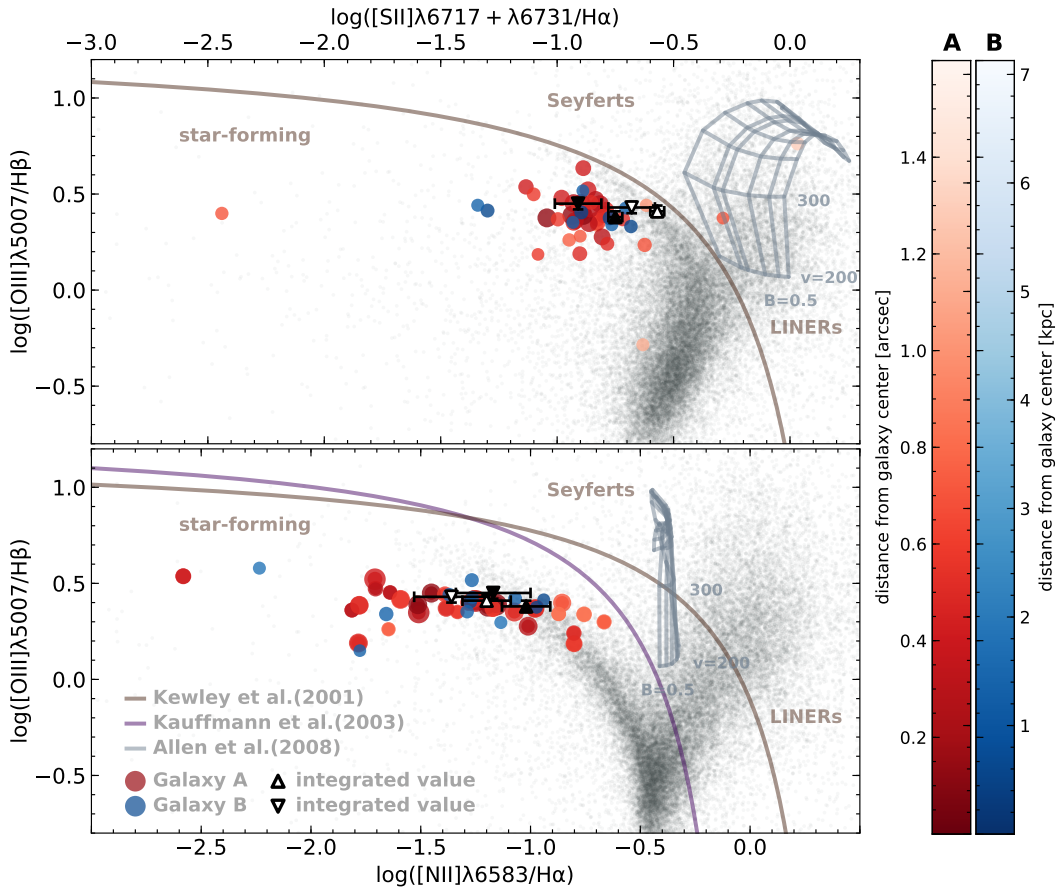 log([SII]λ6717 + λ6731/Hα)
−3.0 −2.5 −2.0 −1.5 −1.0 −0.5 0.0
A B
1.0
0.5
0.0
−0.5
log([OIII]λ5007/Hβ)
star-forming
Seyferts
300
v=200
B=0.5
LINERs
1.0
0.5
0.0
−0.5
log([OIII]λ5007/Hβ)
star-forming
Seyferts
300
v=200
B=0.5
LINERs
Kewley et al.(2001)
Kauffmann et al.(2003)
Allen et al.(2008)
Galaxy A integrated value
Galaxy B integrated value
−2.5 −2.0 −1.5 −1.0 −0.5 0.0
log([NII]λ6583/Hα)
distance from galaxy center [arcsec]
1.4
1.2
1.0
0.8
0.6
0.4
0.2
7
6
5
4
3
2
1
distance from galaxy center [kpc]